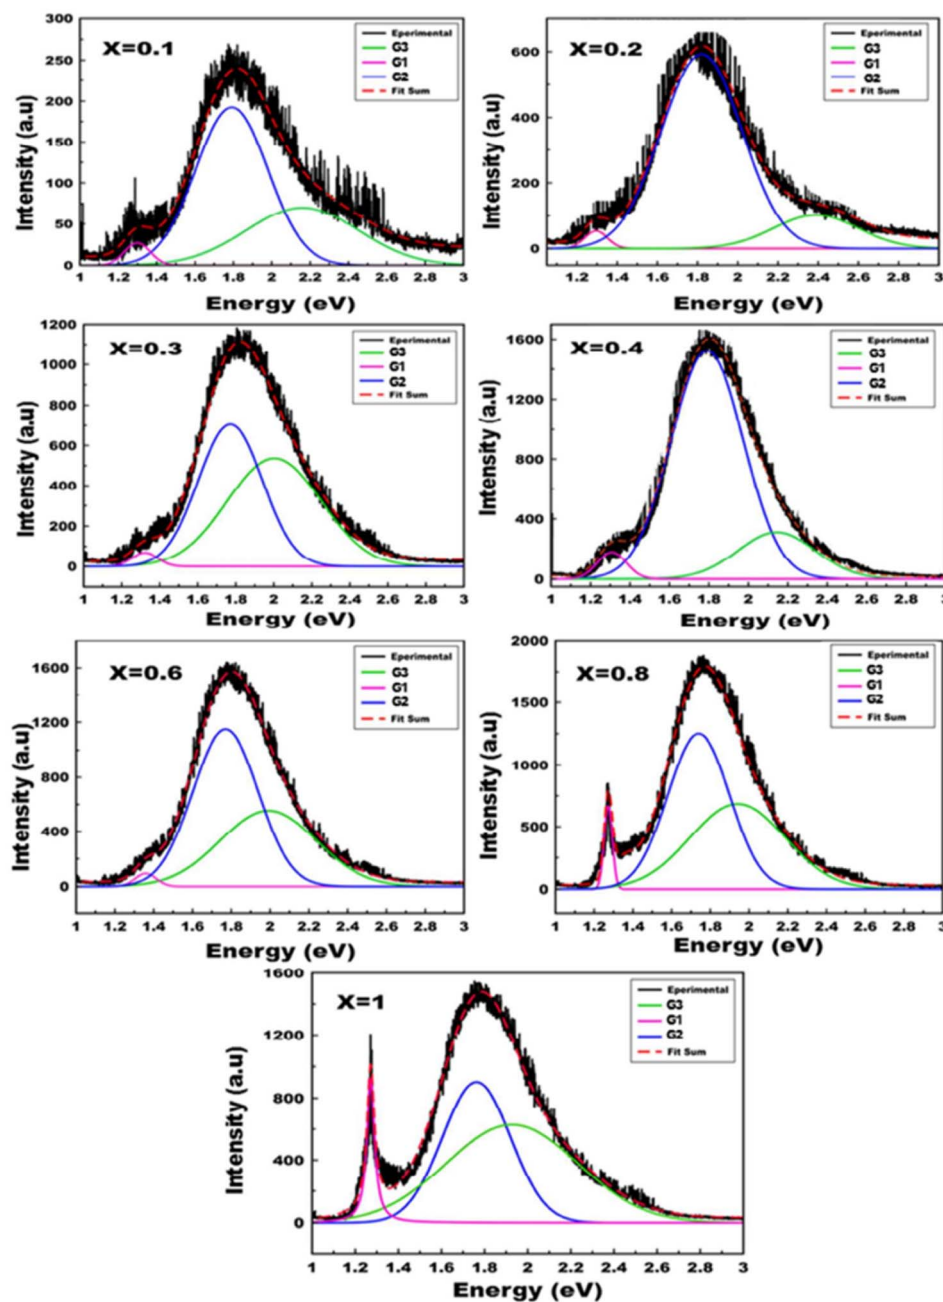 X=0.1
Eperimental
G3
G1
G2
Fit Sum
300
250
200
150
100
50
0
1 1.2 1.4 1.6 1.8 2 2.2 2.4 2.6 2.8 3
Intensity (a.u)
Energy (eV)
X=0.2
Eperimental
G3
G1
G2
Fit Sum
600
400
200
0
1.2 1.4 1.6 1.8 2 2.2 2.4 2.6 2.8 3
Intensity (a.u)
Energy (eV)
X=0.3
Eperimental
G3
G1
G2
Fit Sum
1200
1000
800
600
400
200
0
1 1.2 1.4 1.6 1.8 2 2.2 2.4 2.6 2.8 3
Intensity (a.u)
Energy (eV)
X=0.4
Eperimental
G3
G1
G2
Fit Sum
1600
1200
800
400
0
1 1.2 1.4 1.6 1.8 2 2.2 2.4 2.6 2.8 3
Intensity (a.u)
Energy (eV)
X=0.6
Eperimental
G3
G1
G2
Fit Sum
1600
1200
800
400
0
1 1.2 1.4 1.6 1.8 2 2.2 2.4 2.6 2.8 3
Intensity (a.u)
Energy (eV)
X=0.8
Eperimental
G3
G1
G2
Fit Sum
2000
1500
1000
500
0
1 1.2 1.4 1.6 1.8 2 2.2 2.4 2.6 2.8 3
Intensity (a.u)
Energy (eV)
X=1
Eperimental
G3
G1
G2
Fit Sum
1600
1200
800
400
0
1 1.2 1.4 1.6 1.8 2 2.2 2.4 2.6 2.8 3
Intensity (a.u)
Energy (eV)